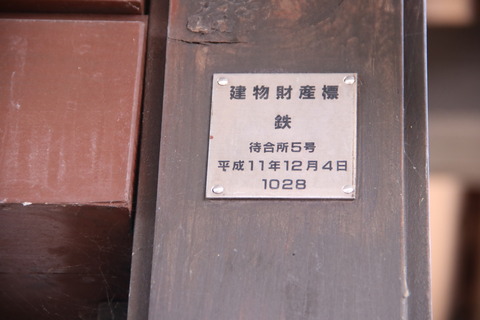 建物財産標
鉄
待合所5号
平成11年12月4日
1028